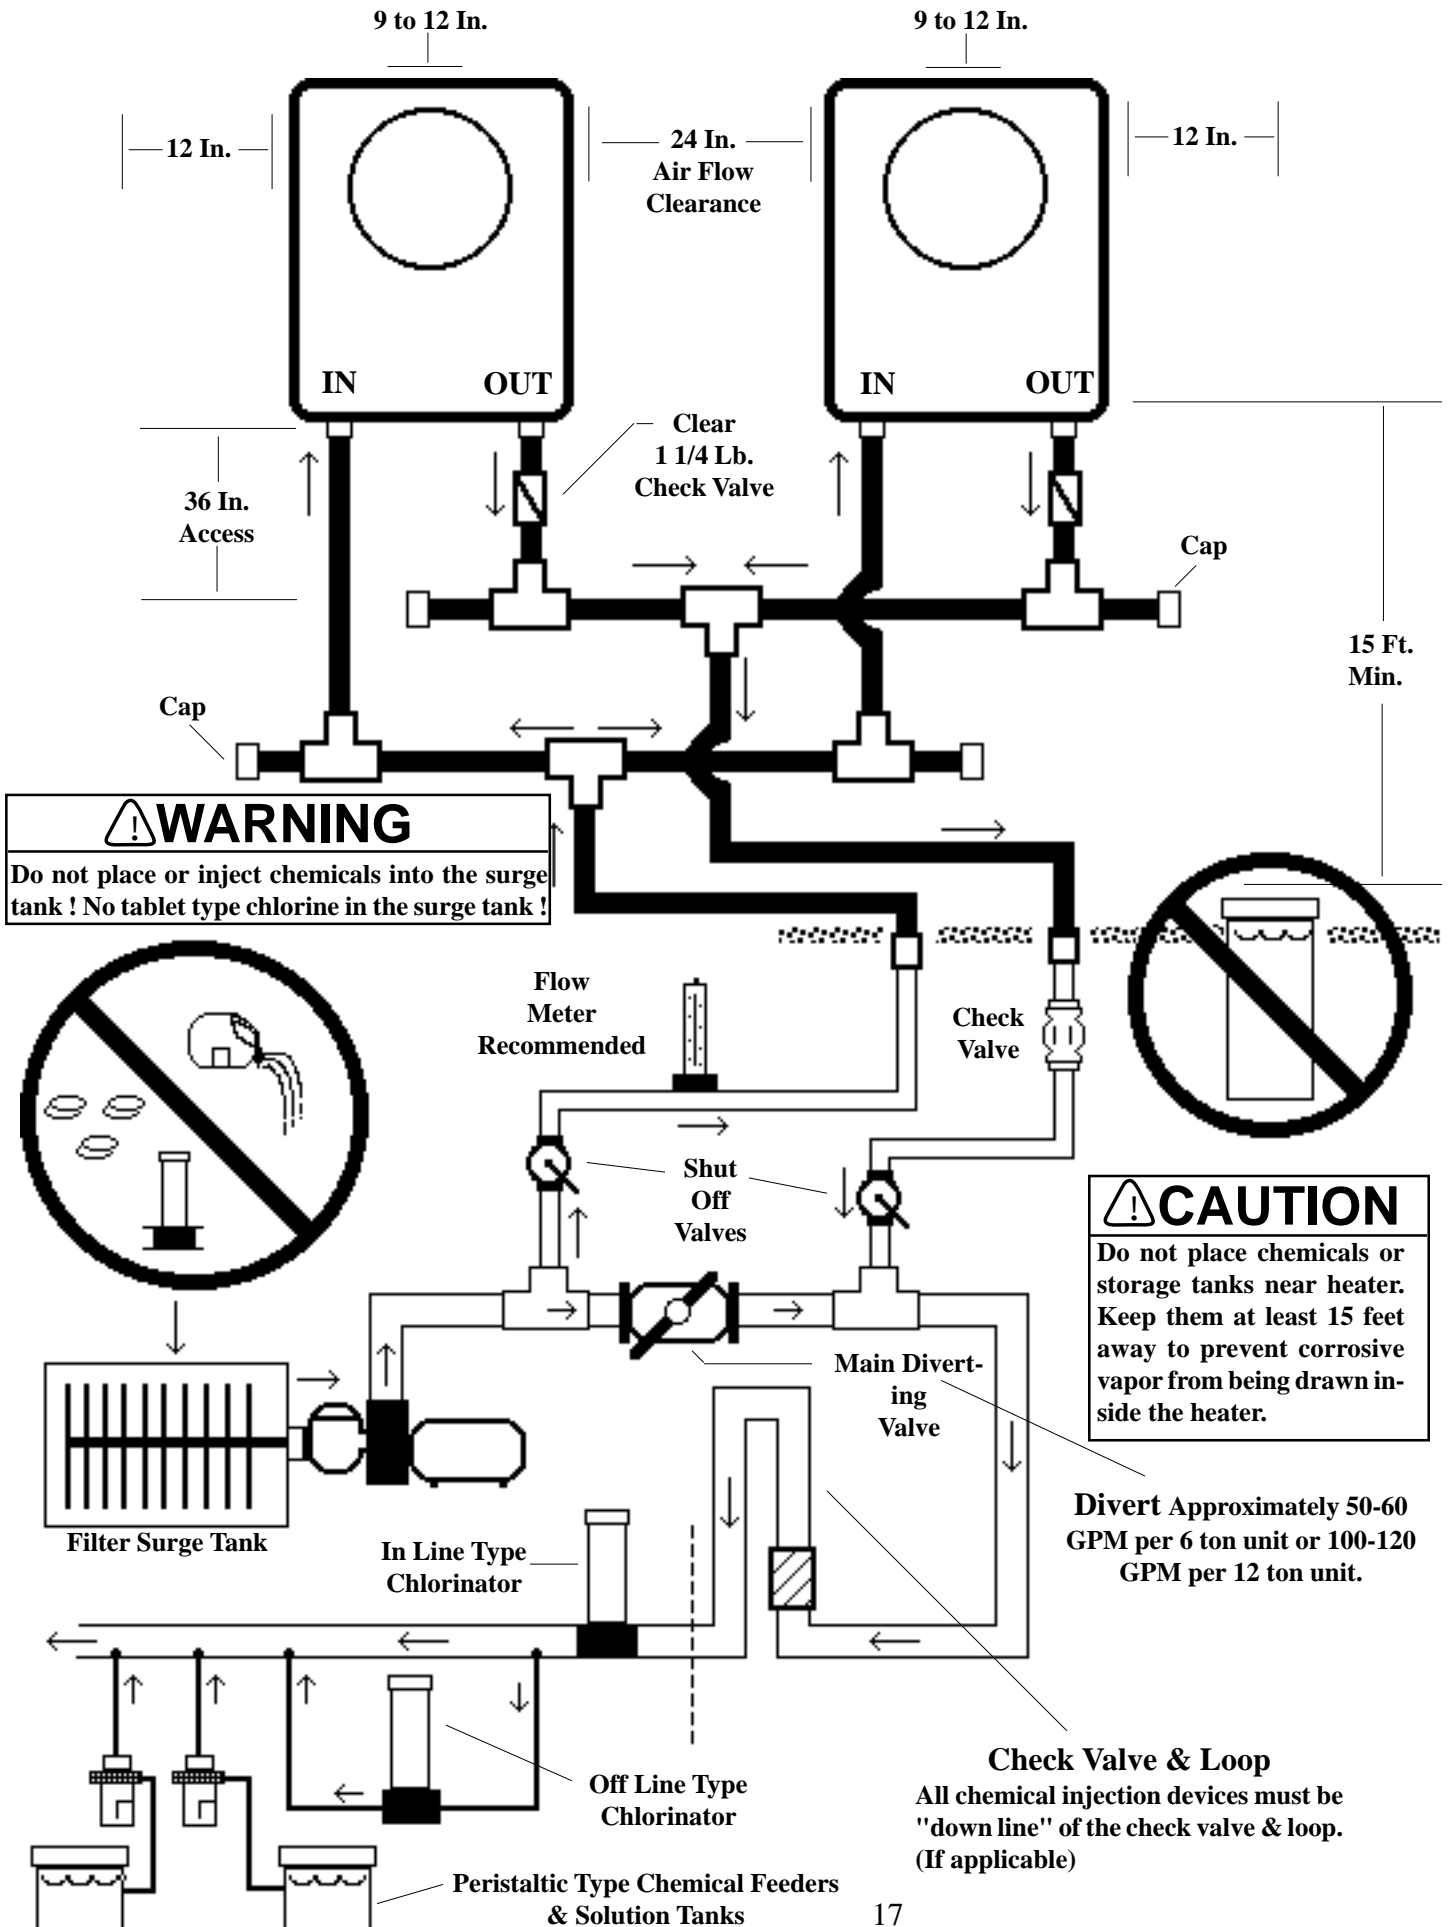 9 to 12 In.
9 to 12 In.
12 In.
24 In.
Air Flow
Clearance
12 In.
IN
OUT
IN
OUT
Clear
1 1/4 Lb.
Check Valve
36 In.
Access
Cap
15 Ft.
Min.
Cap
WARNING
Do not place or inject chemicals into the surge
tank ! No tablet type chlorine in the surge tank !
Flow
Meter
Recommended
Check
Valve
Shut
Off
Valves
CAUTION
Do not place chemicals or
storage tanks near heater.
Keep them at least 15 feet
away to prevent corrosive
vapor from being drawn in-
side the heater.
Main Divert-
ing
Valve
Divert Approximately 50-60
GPM per 6 ton unit or 100-120
GPM per 12 ton unit.
Filter Surge Tank
In Line Type
Chlorinator
Off Line Type
Chlorinator
Check Valve & Loop
All chemical injection devices must be
"down line" of the check valve & loop.
(If applicable)
Peristaltic Type Chemical Feeders
& Solution Tanks
17